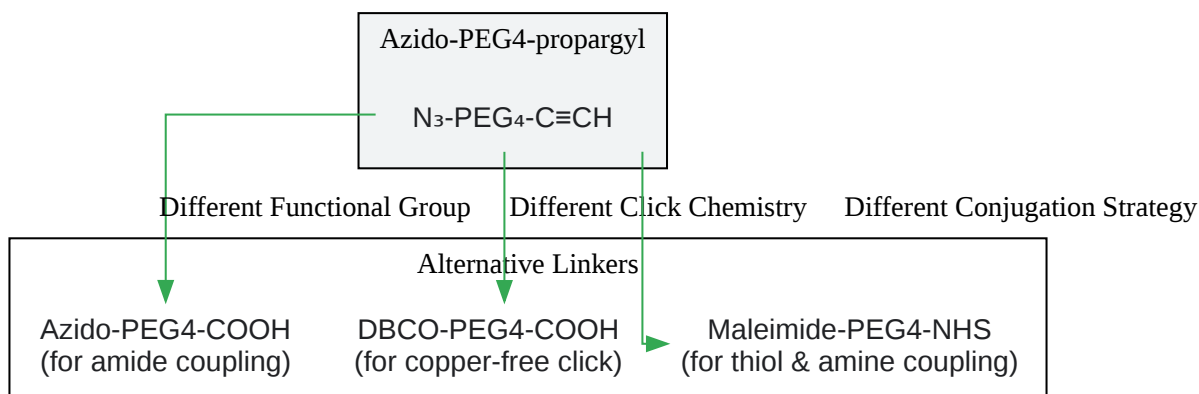 Azido-PEG4-propargyl
N₃-PEG₄-C≡CH
Different Functional Group
Different Click Chemistry
Different Conjugation Strategy
Alternative Linkers
Azido-PEG4-COOH
(for amide coupling)
DBCO-PEG4-COOH
(for copper-free click)
Maleimide-PEG4-NHS
(for thiol & amine coupling)